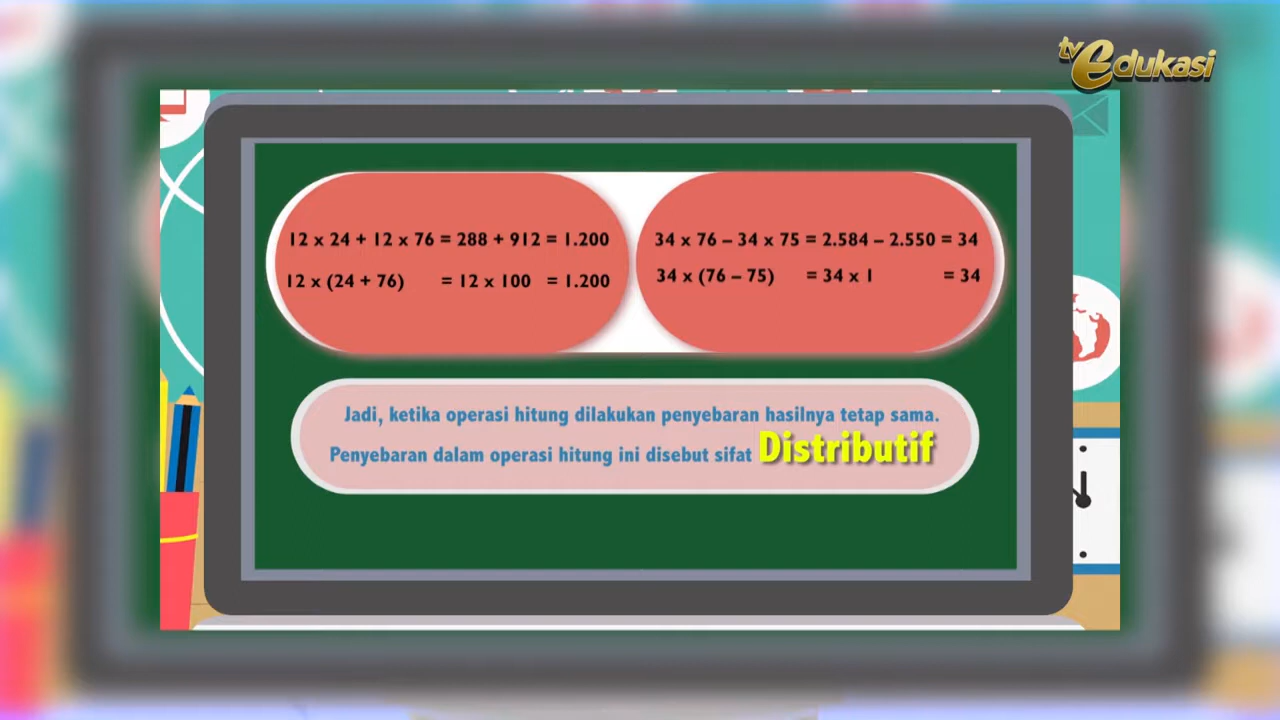 tv Edukasi
12 x 24 + 12 x 76 = 288 + 912 = 1.200
12 x (24 + 76) = 12 x 100 = 1.200
34 x 76 – 34 x 75 = 2.584 – 2.550 = 34
34 x (76 – 75) = 34 x 1 = 34
Jadi, ketika operasi hitung dilakukan penyebaran hasilnya tetap sama.
Penyebaran dalam operasi hitung ini disebut sifat Distributif